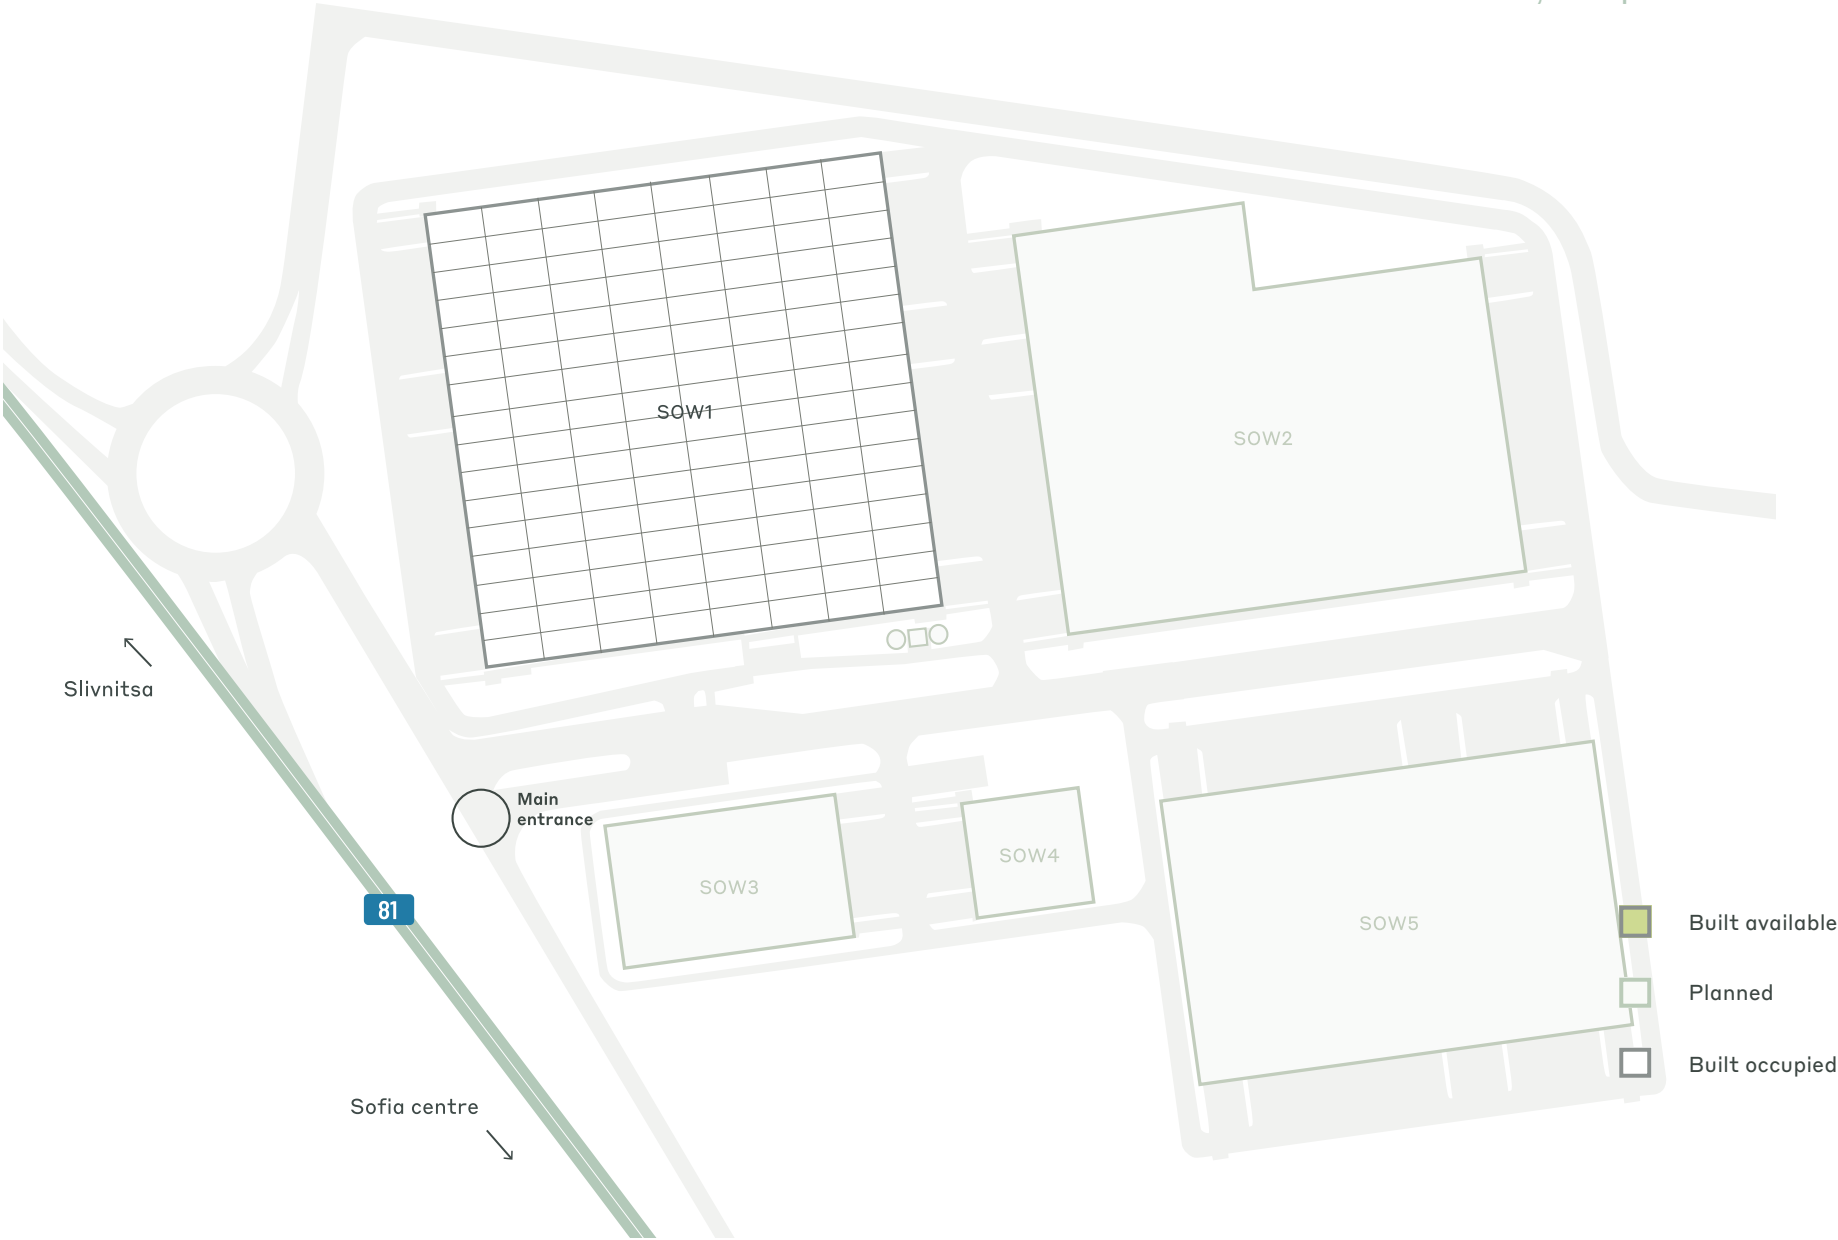 SOW1
SOW2
Slivnitsa
Main
entrance
SOW3
SOW4
SOW5
81
Built available
Planned
Built occupied
Sofia centre